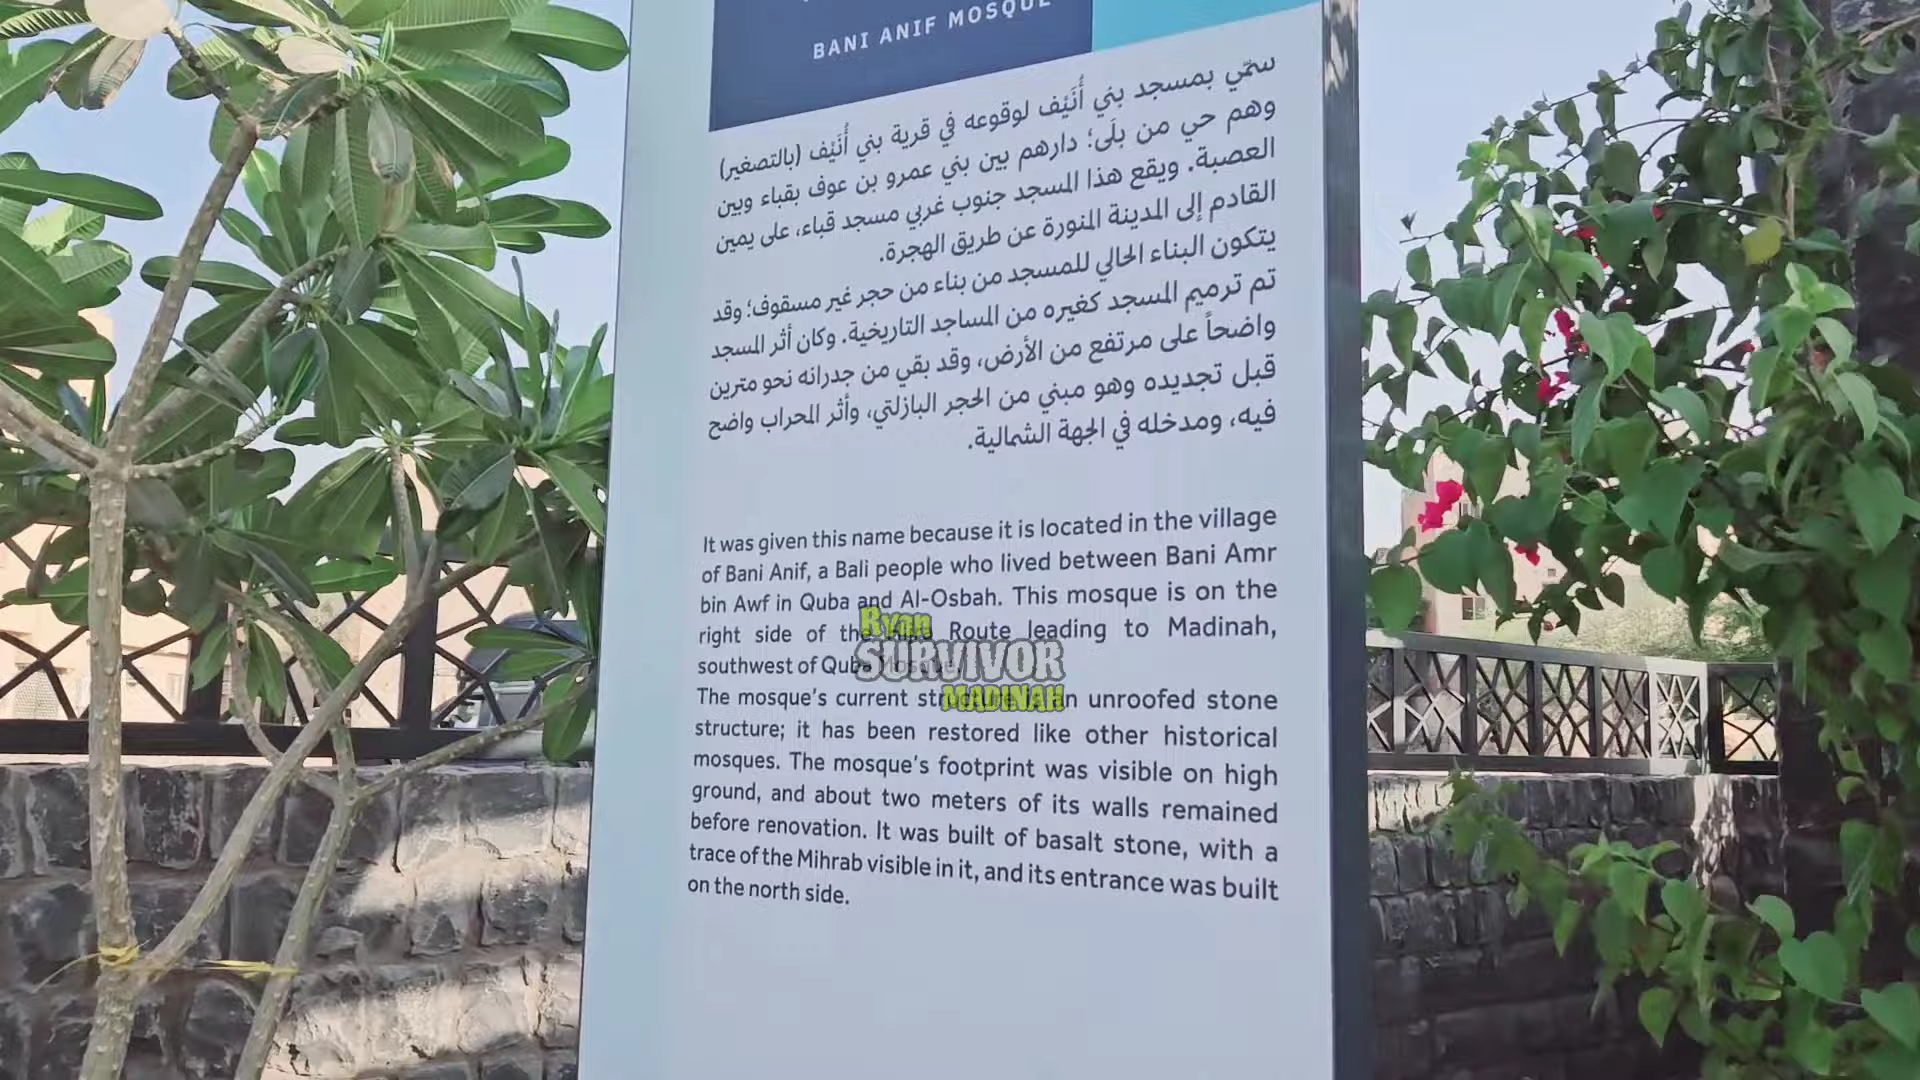 BANI ANIF MOSQUE
سمّي بمسجد بني أُنَيْف لوقوعه في قرية بني أُنَيْف (بالتصغير)
وهم حي من بلَى؛ دارهم بين بني عمرو بن عوف بقباء وبين
العصبة. ويقع هذا المسجد جنوب غربي مسجد قباء، على يمين
القادم إلى المدينة المنورة عن طريق الهجرة.
يتكون البناء الحالي للمسجد من بناء من حجر غير مسقوف؛ وقد
تم ترميم المسجد كغيره من المساجد التاريخية. وكان أثر المسجد
واضحاً على مرتفع من الأرض، وقد بقي من جدرانه نحو مترين
قبل تجديده وهو مبني من الحجر البازلتي، وأثر المحراب واضح
فيه، ومدخله في الجهة الشمالية.
It was given this name because it is located in the village
of Bani Anif, a Bali people who lived between Bani Amr
bin Awf in Quba and Al-Osbah. This mosque is on the
right side of the Route leading to Madinah,
southwest of Quba Mosque.
The mosque's current an unroofed stone
structure; it has been restored like other historical
mosques. The mosque's footprint was visible on high
ground, and about two meters of its walls remained
before renovation. It was built of basalt stone, with a
trace of the Mihrab visible in it, and its entrance was built
on the north side.
Ryan
SURVIVOR
MADINAH